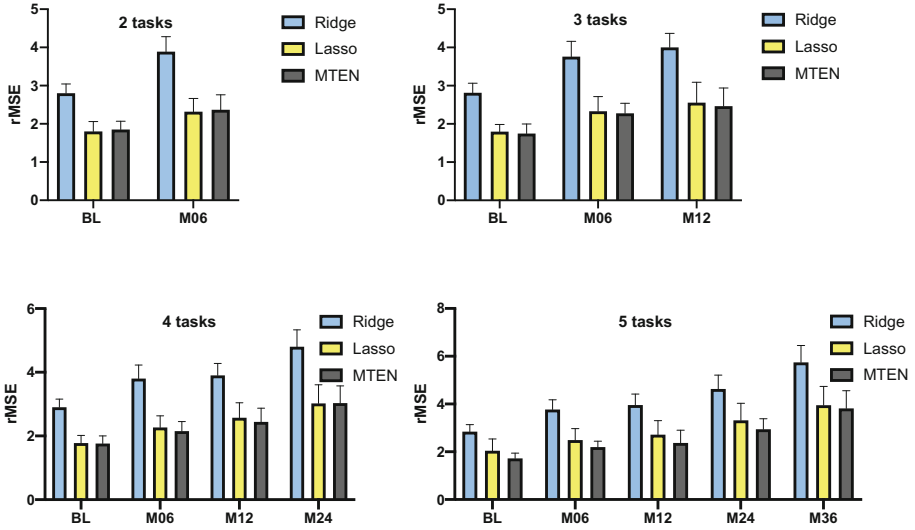 2 tasks
Ridge
Lasso
MTEN
rMSE
5
4
3
2
1
0
BL M06
3 tasks
Ridge
Lasso
MTEN
rMSE
5
4
3
2
1
0
BL M06 M12
4 tasks
Ridge
Lasso
MTEN
rMSE
6
4
2
0
BL M06 M12 M24
5 tasks
Ridge
Lasso
MTEN
rMSE
8
6
4
2
0
BL M06 M12 M24 M36